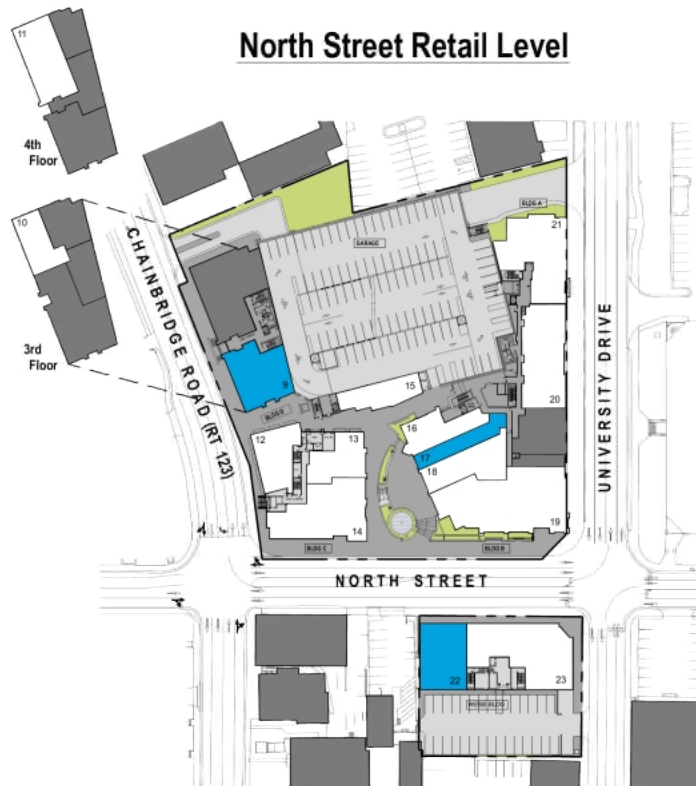 North Street Retail Level
11
4th
Floor
10
3rd
Floor
CHAINBRIDGE ROAD (RT 123)
UNIVERSITY DRIVE
NORTH STREET
GARAGE
BLDG A
21
9
15
20
BLDG D
12
13
16
17
18
14
19
BLDG C
BLDG B
22
23